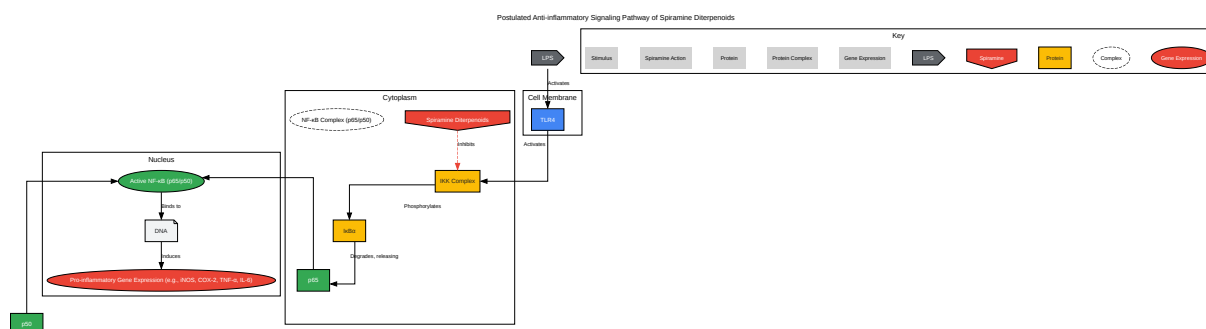 Postulated Anti-inflammatory Signaling Pathway of Spiramine Diterpenoids
Key
LPS
Stimulus
Spiramine Action
Protein
Protein Complex
Gene Expression
LPS
Spiramine
Protein
Complex
Gene Expression
Activates
Cytoplasm
Cell Membrane
NF-κB Complex (p65/p50)
Spiramine Diterpenoids
TLR4
Inhibits
Activates
Nucleus
Active NF-κB (p65/p50)
IKK Complex
Binds to
Phosphorylates
DNA
IκBα
Induces
Degrades, releasing
Pro-inflammatory Gene Expression (e.g., iNOS, COX-2, TNF-α, IL-6)
p65
p50